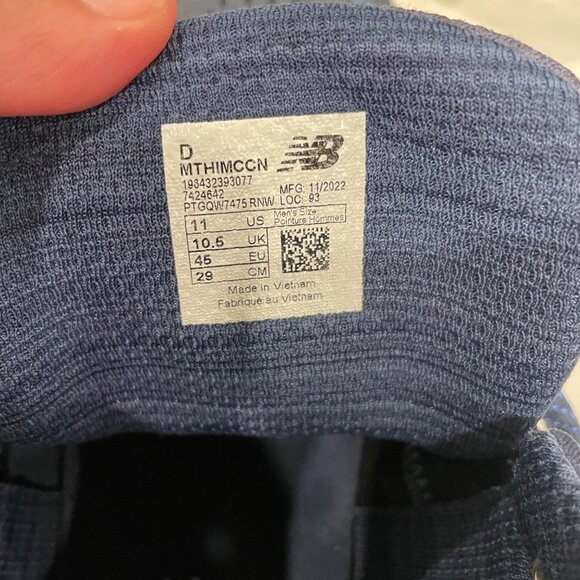 D
MTHIMCCN
NB
193432393077
7424642
MFG. 11/2022
PTGQW7475 RNW LOC 93
11 US
10.5 UK
45 EU
29 CM
Men's Size
Pointure Hommes
Made in Vietnam
Fabriqué au Vietnam